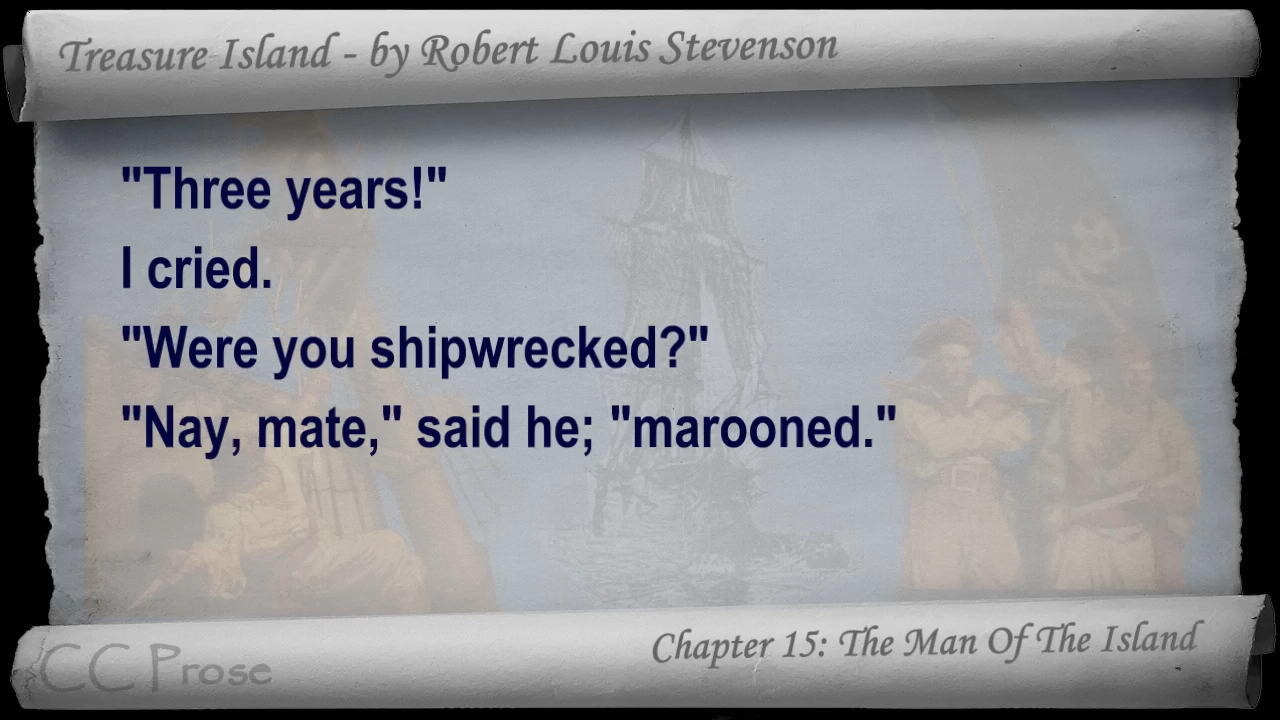 Treasure Island - by Robert Louis Stevenson
"Three years!"
I cried.
"Were you shipwrecked?"
"Nay, mate," said he; "marooned."
Chapter 15: The Man Of The Island
CC Prose